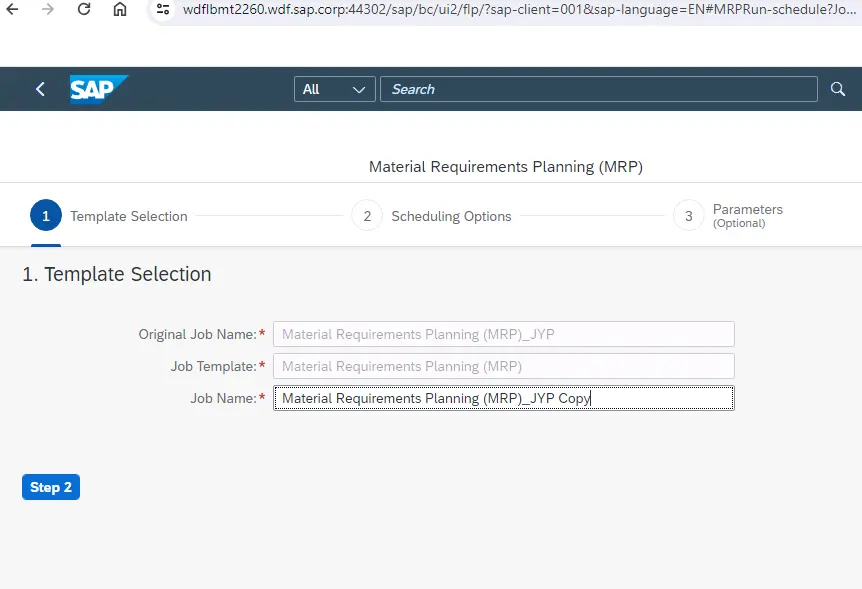 wdflbmt2260.wdf.sap.corp:44302/sap/bc/ui2/flp/?sap-client=001&sap-language=EN#MRPRun-schedule?Jo...
SAP All Search
Material Requirements Planning (MRP)
1 Template Selection 2 Scheduling Options 3 Parameters
(Optional)
1. Template Selection
Original Job Name:* Material Requirements Planning (MRP)_JYP
Job Template:* Material Requirements Planning (MRP)
Job Name:* Material Requirements Planning (MRP)_JYP Copy
Step 2